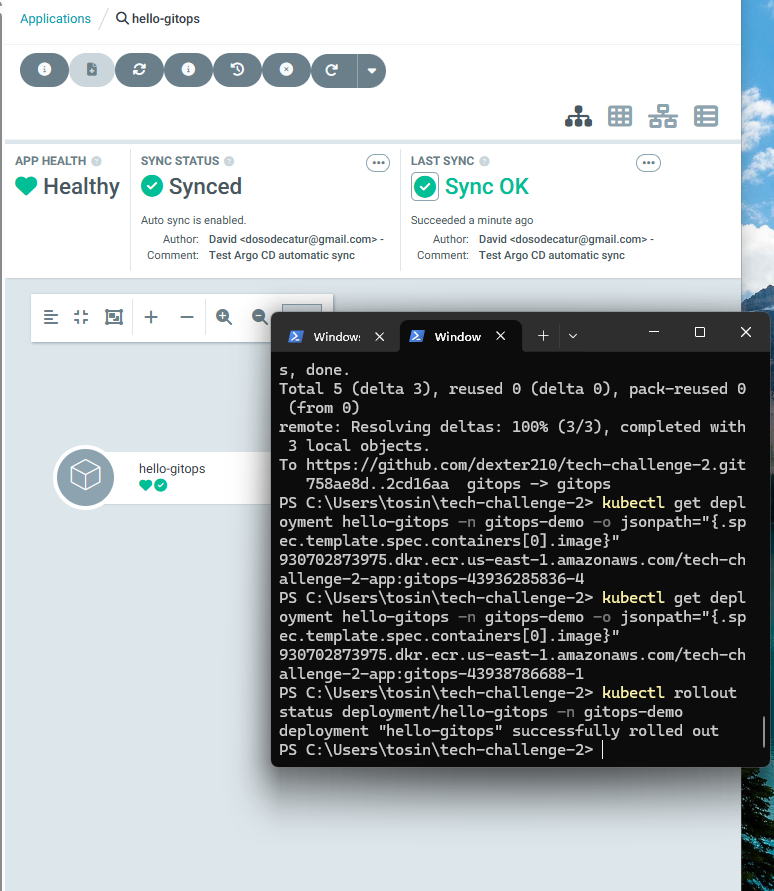 Applications / hello-gitops
APP HEALTH
Healthy
SYNC STATUS
Synced
Auto sync is enabled.
Author: David <dosodecatur@gmail.com> -
Comment: Test Argo CD automatic sync
LAST SYNC
Sync OK
Succeeded a minute ago
Author: David <dosodecatur@gmail.com> -
Comment: Test Argo CD automatic sync
hello-gitops
Window
Window
s, done.
Total 5 (delta 3), reused 0 (delta 0), pack-reused 0
(from 0)
remote: Resolving deltas: 100% (3/3), completed with
3 local objects.
To https://github.com/dexter210/tech-challenge-2.git
758ae8d..2cd16aa  gitops -> gitops
PS C:\Users\tosin\tech-challenge-2> kubectl get depl
oyment hello-gitops -n gitops-demo -o jsonpath="{.sp
ec.template.spec.containers[0].image}"
930702873975.dkr.ecr.us-east-1.amazonaws.com/tech-ch
allenge-2-app:gitops-43936285836-4
PS C:\Users\tosin\tech-challenge-2> kubectl get depl
oyment hello-gitops -n gitops-demo -o jsonpath="{.sp
ec.template.spec.containers[0].image}"
930702873975.dkr.ecr.us-east-1.amazonaws.com/tech-ch
allenge-2-app:gitops-43938786688-1
PS C:\Users\tosin\tech-challenge-2> kubectl rollout
status deployment/hello-gitops -n gitops-demo
deployment "hello-gitops" successfully rolled out
PS C:\Users\tosin\tech-challenge-2>